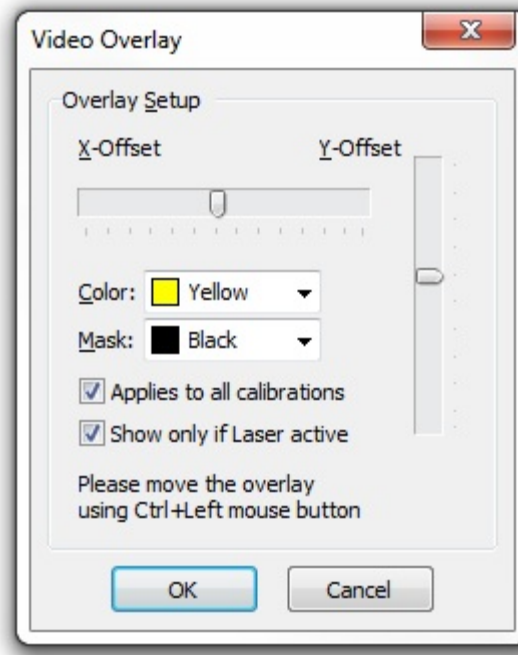 Video Overlay
Overlay Setup
X-Offset
Y-Offset
Color: Yellow
Mask: Black
Applies to all calibrations
Show only if Laser active
Please move the overlay
using Ctrl+Left mouse button
OK
Cancel